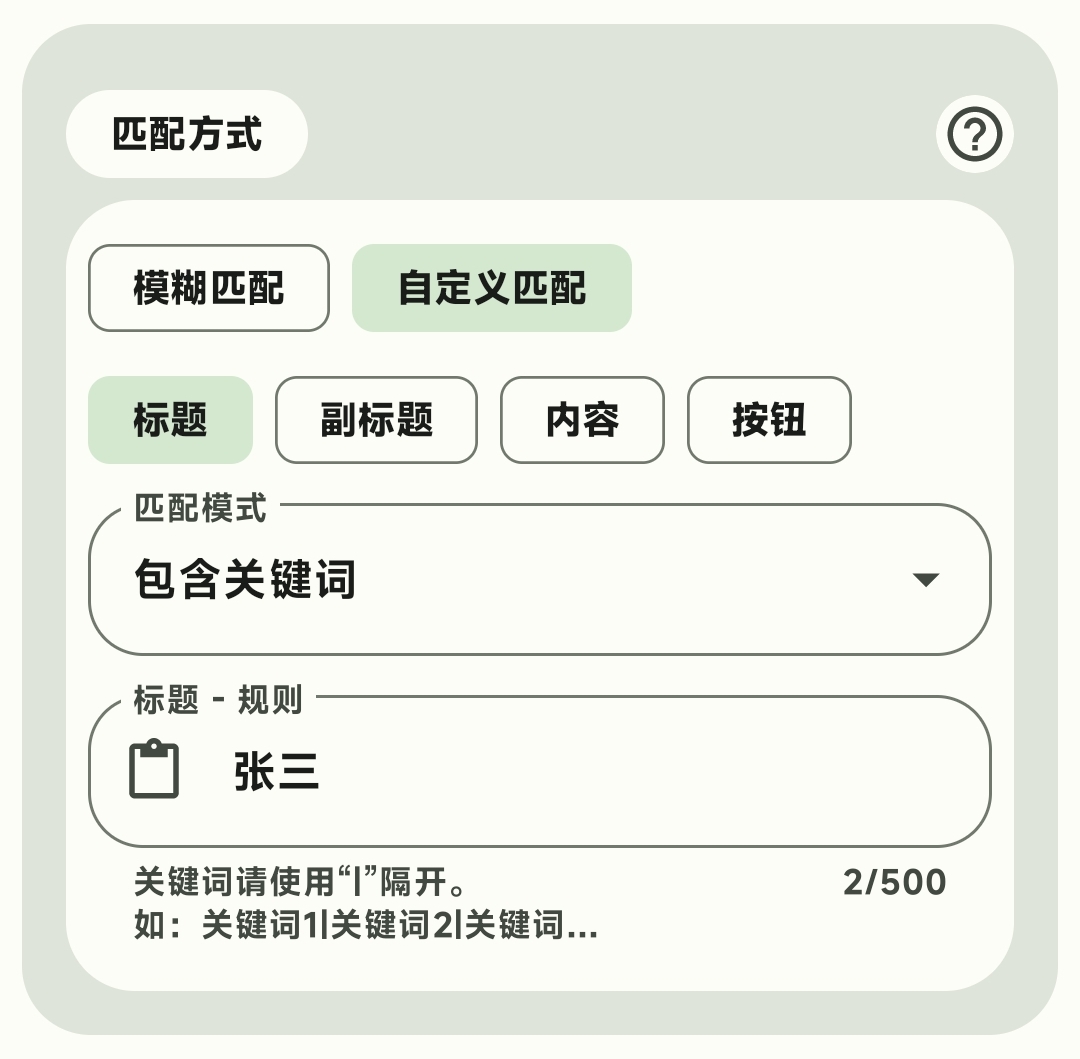 匹配方式
模糊匹配 自定义匹配
标题 副标题 内容 按钮
匹配模式
包含关键词
标题 - 规则
张三
关键词请使用“|”隔开。 2/500
如：关键词1|关键词2|关键词...